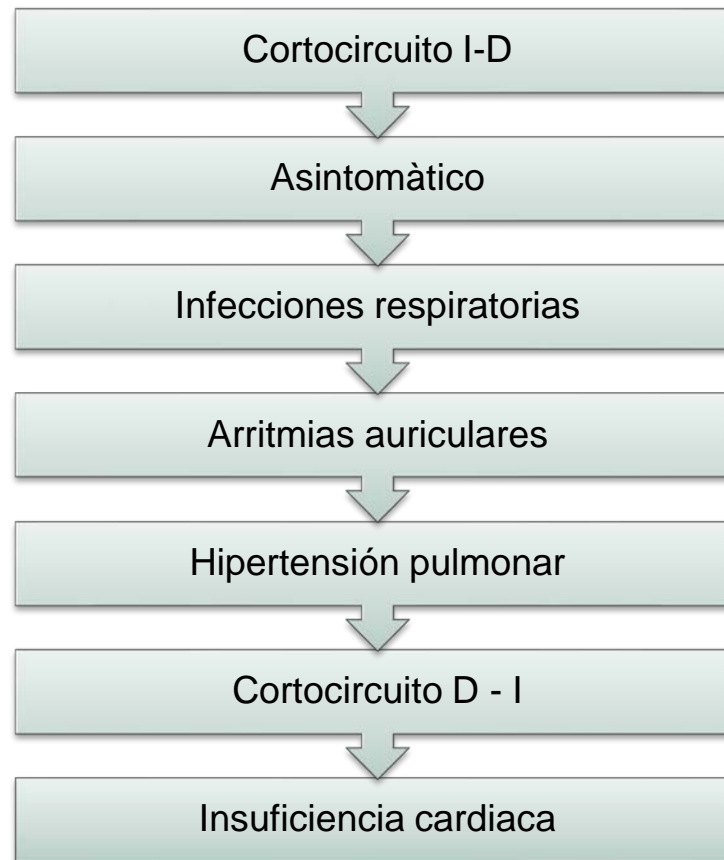 Cortocircuito I-D
Asintomàtico
Infecciones respiratorias
Arritmias auriculares
Hipertensión pulmonar
Cortocircuito D - I
Insuficiencia cardiaca